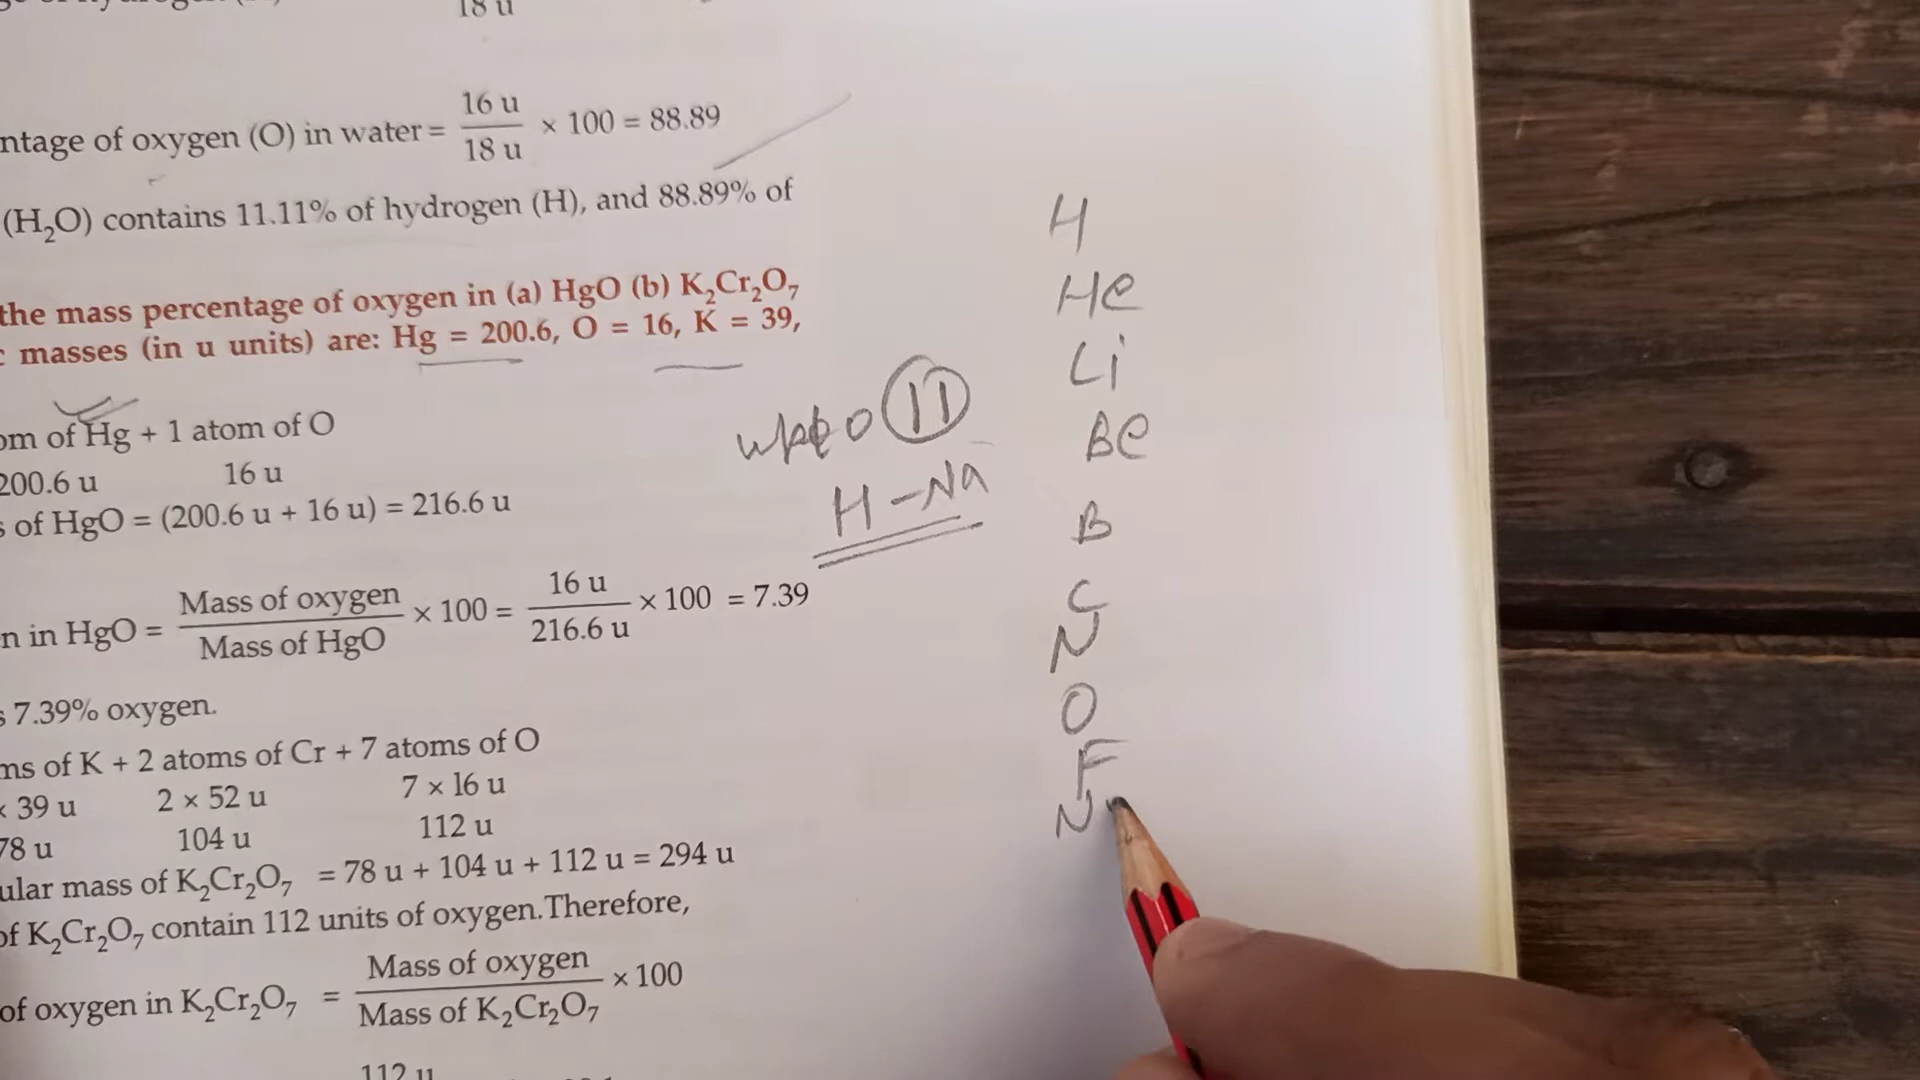 18 u
ntage of oxygen (O) in water = 16 u / 18 u × 100 = 88.89
(H₂O) contains 11.11% of hydrogen (H), and 88.89% of
the mass percentage of oxygen in (a) HgO (b) K₂Cr₂O₇
masses (in u units) are: Hg = 200.6, O = 16, K = 39,
om of Hg + 1 atom of O
200.6 u 16 u
s of HgO = (200.6 u + 16 u) = 216.6 u
n in HgO = Mass of oxygen / Mass of HgO × 100 = 16 u / 216.6 u × 100 = 7.39
s 7.39% oxygen.
ms of K + 2 atoms of Cr + 7 atoms of O
× 39 u 2 × 52 u 7 × 16 u
78 u 104 u 112 u
ular mass of K₂Cr₂O₇ = 78 u + 104 u + 112 u = 294 u
of K₂Cr₂O₇ contain 112 units of oxygen.Therefore,
of oxygen in K₂Cr₂O₇ = Mass of oxygen / Mass of K₂Cr₂O₇ × 100
112 u
11
H - Na
H
He
Li
Be
B
C
N
O
F
N